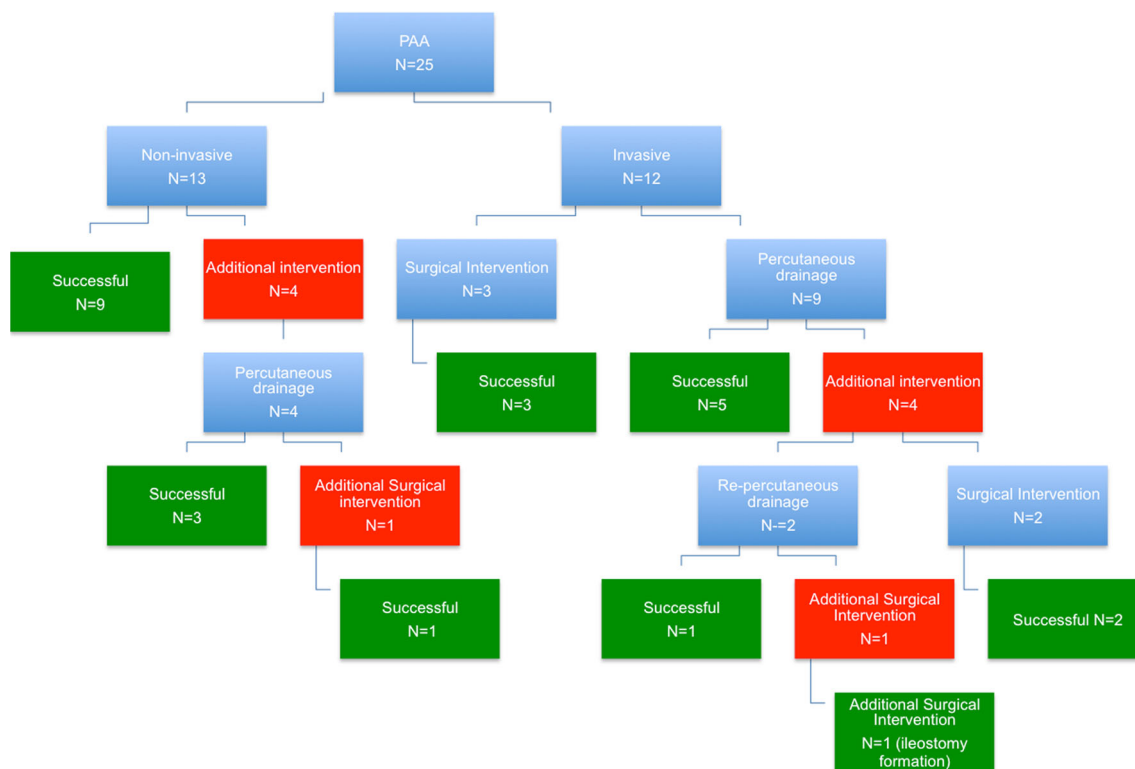 PAA
N=25
Non-invasive
N=13
Invasive
N=12
Successful
N=9
Additional intervention
N=4
Surgical Intervention
N=3
Percutaneous
drainage
N=9
Percutaneous
drainage
N=4
Successful
N=3
Successful
N=5
Additional intervention
N=4
Successful
N=3
Additional Surgical
intervention
N=1
Re-percutaneous
drainage
N-=2
Surgical Intervention
N=2
Successful
N=1
Successful
N=1
Additional Surgical
Intervention
N=1
Successful N=2
Additional Surgical
Intervention
N=1 (ileostomy
formation)